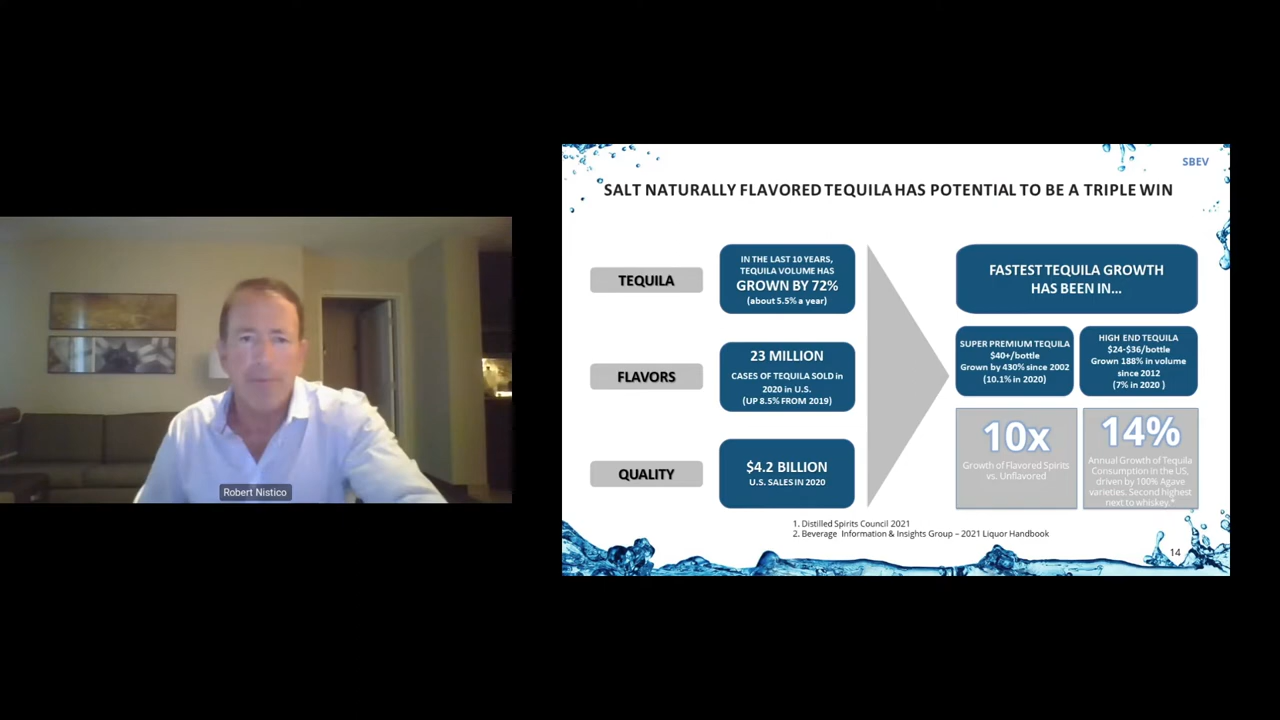 SBEV
SALT NATURALLY FLAVORED TEQUILA HAS POTENTIAL TO BE A TRIPLE WIN
TEQUILA
IN THE LAST 10 YEARS,
TEQUILA VOLUME HAS
GROWN BY 72%
(about 5.5% a year)
FLAVORS
23 MILLION
CASES OF TEQUILA SOLD in
2020 in U.S.
(UP 8.5% FROM 2019)
QUALITY
$4.2 BILLION
U.S. SALES IN 2020
FASTEST TEQUILA GROWTH
HAS BEEN IN...
SUPER PREMIUM TEQUILA
$40+/bottle
Grown by 430% since 2002
(10.1% in 2020)
HIGH END TEQUILA
$24-$36/bottle
Grown 188% in volume
since 2012
(7% in 2020 )
10x
Growth of Flavored Spirits
vs. Unflavored
14%
Annual Growth of Tequila
Consumption in the US,
driven by 100% Agave
varieties. Second highest
next to whiskey.*
1. Distilled Spirits Council 2021
2. Beverage Information & Insights Group – 2021 Liquor Handbook
14
Robert Nistico